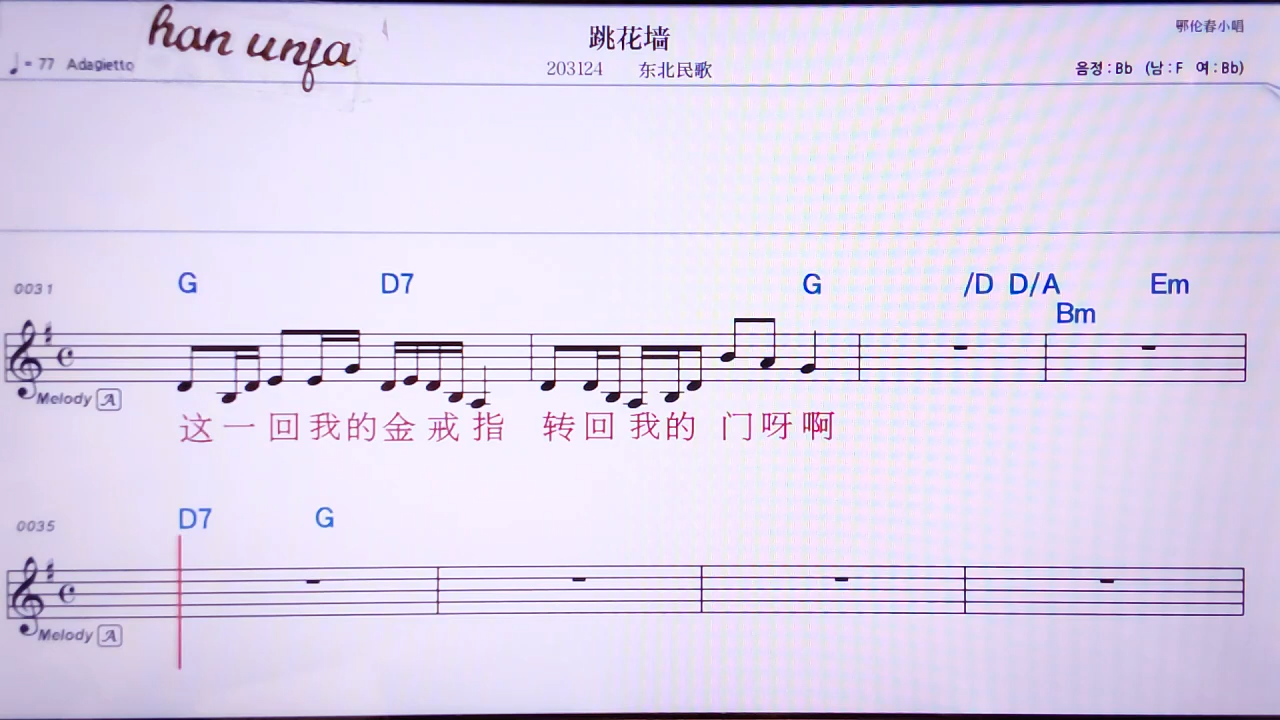 han unfa
跳花墙
鄂伦春小唱
= 77 Adagietto
203124 东北民歌
음정 : Bb (남 : F 여 : Bb)
G D7 G /D D/A Em
Bm
0031
Melody A
这一回我的金戒指 转回我的 门呀啊
D7 G
0035
Melody A